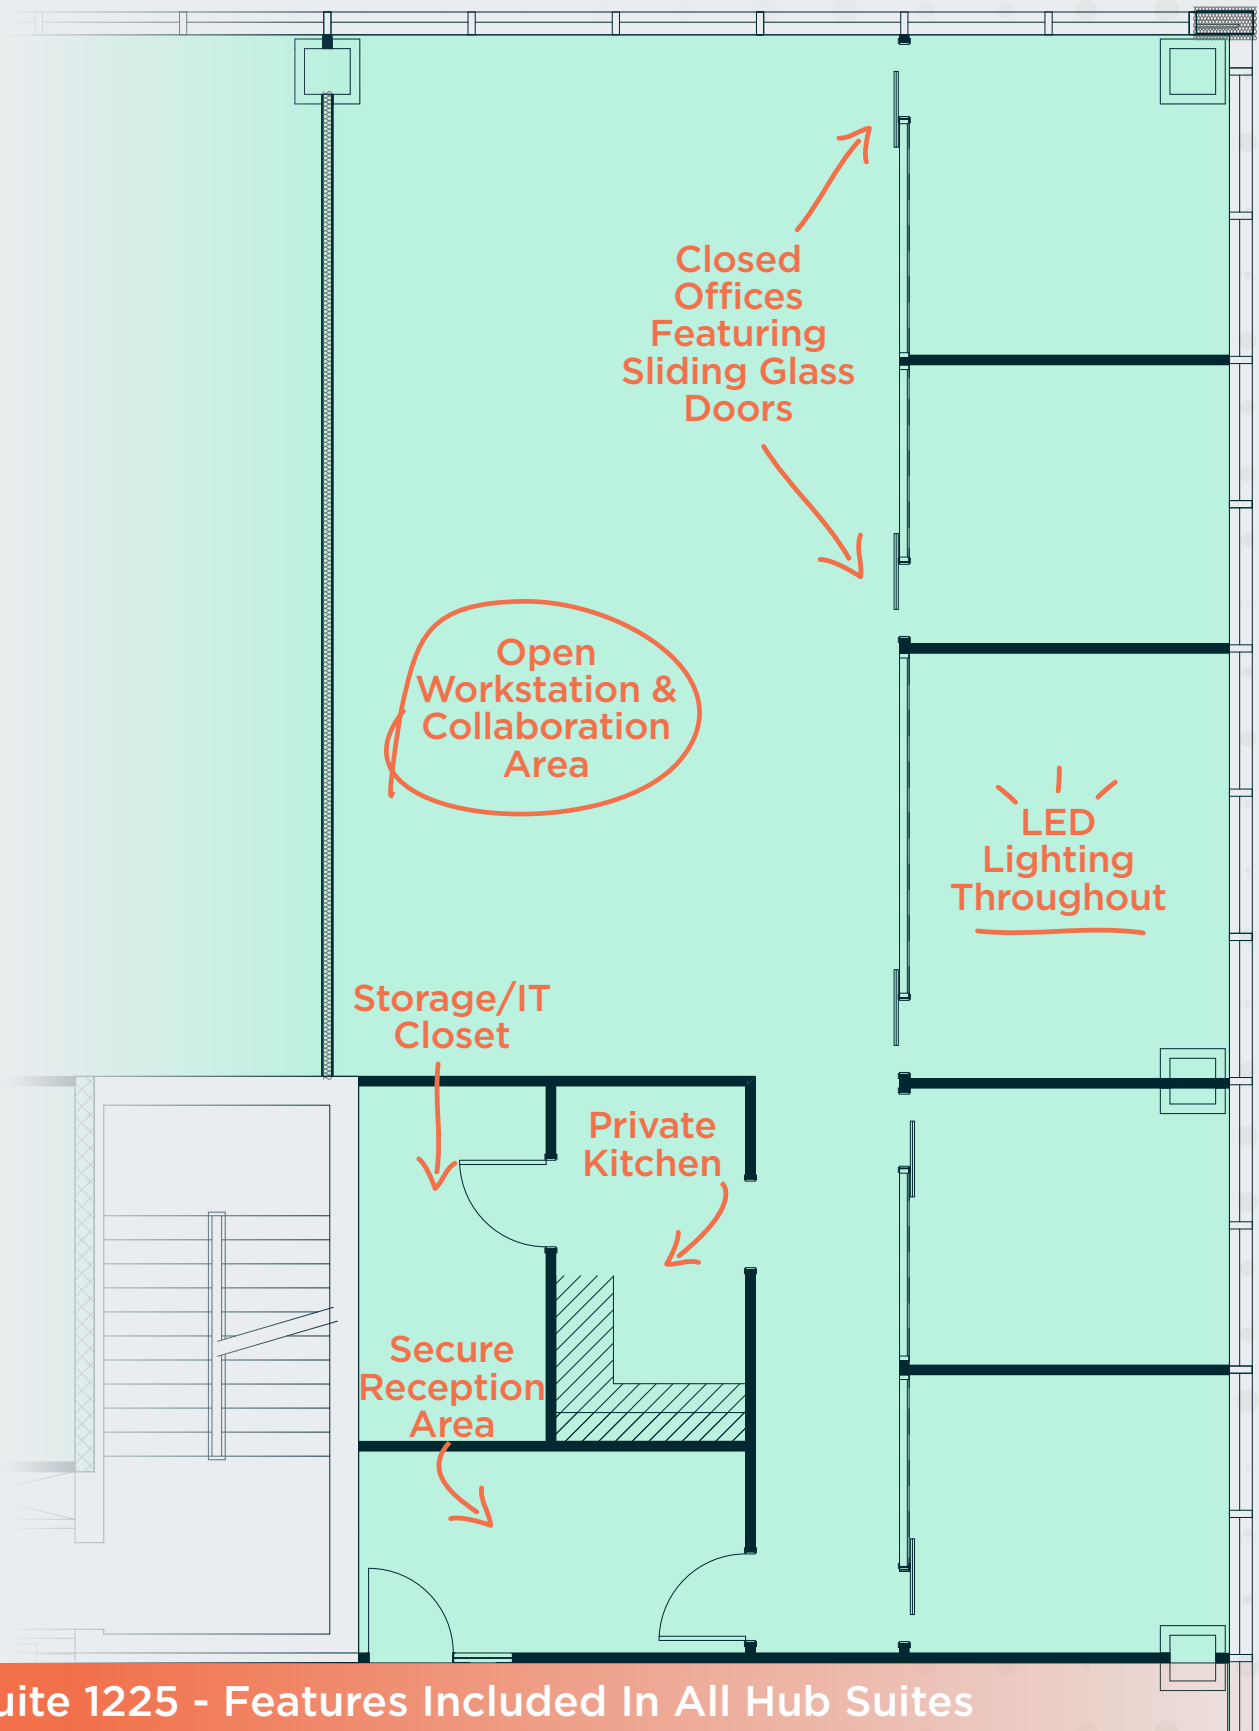 Closed
Offices
Featuring
Sliding Glass
Doors
Open
Workstation &
Collaboration
Area
LED
Lighting
Throughout
Storage/IT
Closet
Private
Kitchen
Secure
Reception
Area
uite 1225 - Features Included In All Hub Suites